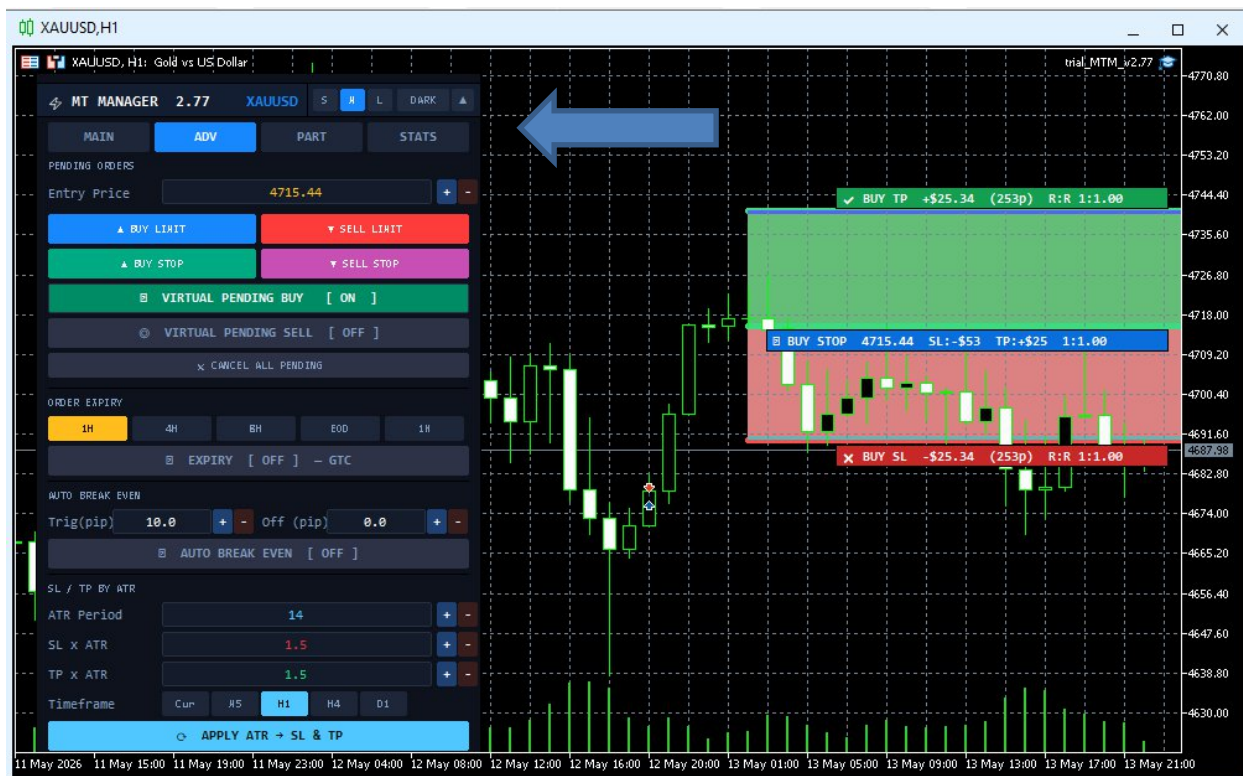 XAUUSD,H1
XAUUSD, H1: Gold vs US Dollar
trial_MTM_v2.77
MT MANAGER 2.77 XAUUSD S M L DARK ▲
MAIN ADV PART STATS
PENDING ORDERS
Entry Price 4715.44 + -
▲ BUY LIMIT ▼ SELL LIMIT
▲ BUY STOP ▼ SELL STOP
VIRTUAL PENDING BUY [ ON ]
VIRTUAL PENDING SELL [ OFF ]
× CANCEL ALL PENDING
ORDER EXPIRY
1H 4H 8H EOD 1W
EXPIRY [ OFF ] — GTC
AUTO BREAK EVEN
Trig(pip) 10.0 + - Off (pip) 0.0 + -
AUTO BREAK EVEN [ OFF ]
SL / TP BY ATR
ATR Period 14 + -
SL x ATR 1.5 + -
TP x ATR 1.5 + -
Timeframe Cur M5 H1 H4 D1
APPLY ATR → SL & TP
✓ BUY TP +$25.34 (253p) R:R 1:1.00
BUY STOP 4715.44 SL:-$53 TP:+$25 1:1.00
× BUY SL -$25.34 (253p) R:R 1:1.00
4770.80
4762.00
4753.20
4744.40
4735.60
4726.80
4718.00
4709.20
4700.40
4691.60
4687.98
4682.80
4674.00
4665.20
4656.40
4647.60
4638.80
4630.00
11 May 2026 11 May 15:00 11 May 19:00 11 May 23:00 12 May 04:00 12 May 08:00 12 May 12:00 12 May 16:00 12 May 20:00 13 May 01:00 13 May 05:00 13 May 09:00 13 May 13:00 13 May 17:00 13 May 21:00